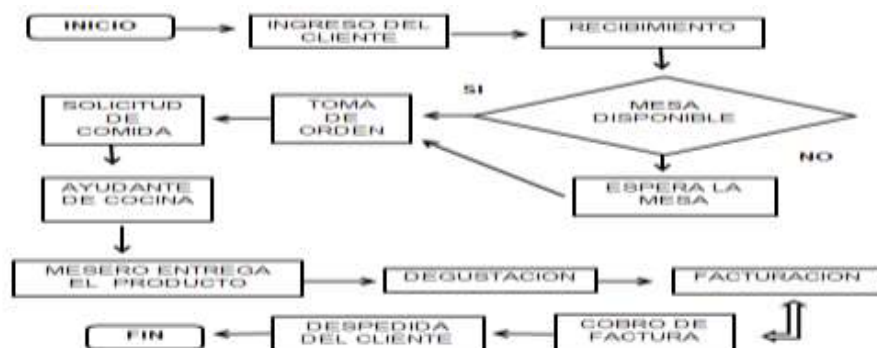 INICIO
INGRESO DEL
CLIENTE
RECIBIMIENTO
MESA
DISPONIBLE
SI
NO
TOMA
DE
ORDEN
SOLICITUD
DE
COMIDA
ESPERA LA
MESA
AYUDANTE
DE COCINA
MESERO ENTREGA
EL PRODUCTO
DEGUSTACION
FACTURACION
COBRO DE
FACTURA
DESPEDIDA
DEL CLIENTE
FIN